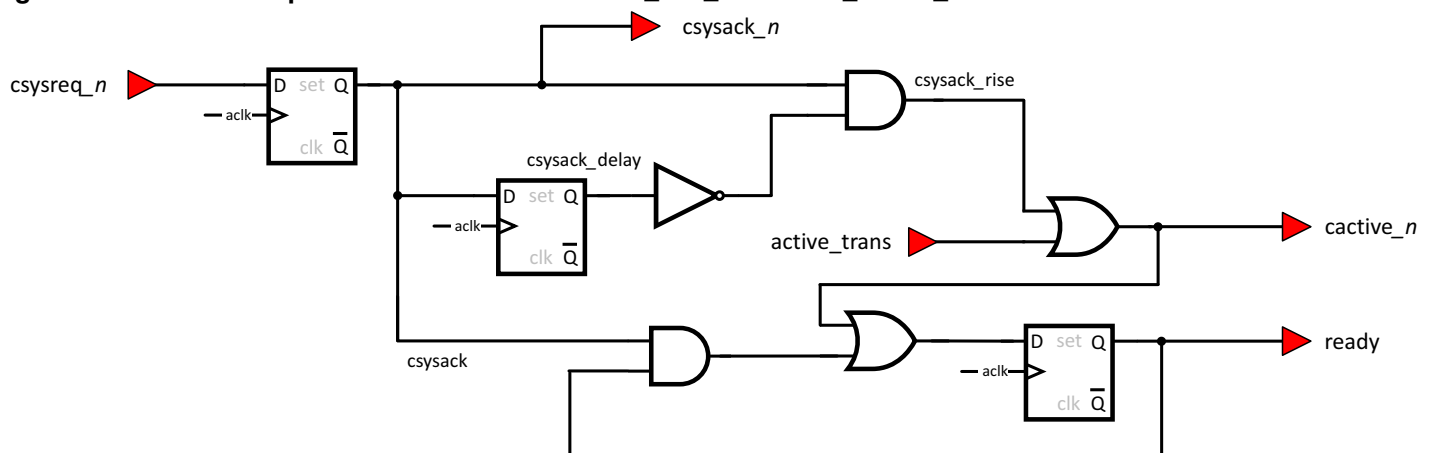 csysack_n
csysreq_n
D set Q
aclk
clk Q
csysack_rise
csysack_delay
D set Q
aclk
clk Q
active_trans
cactive_n
csysack
D set Q
aclk
clk Q
ready